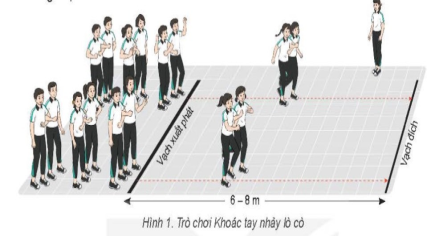 Vạch xuất phát
Vạch đích
6 – 8 m
Hình 1. Trò chơi Khoác tay nhảy lò cò